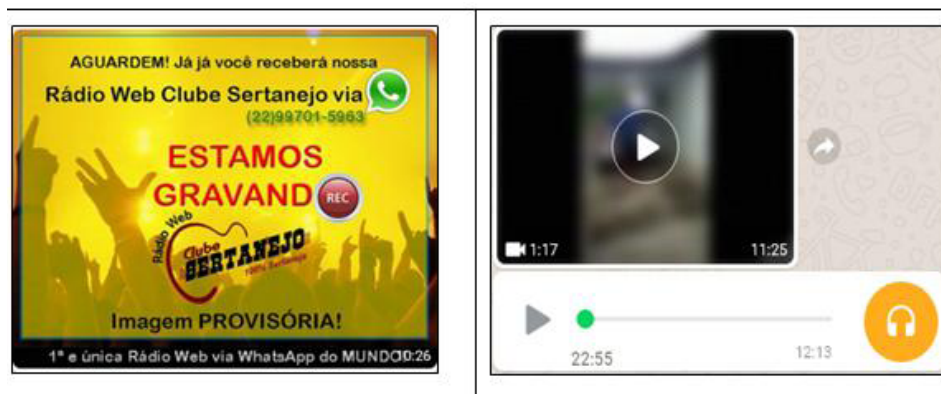 AGUARDEM! Já já você receberá nossa
Rádio Web Clube Sertanejo via
(22)99701-5963
ESTAMOS
GRAVAND REC
Rádio Web
Clube
SERTANEJO
100% Sertanejo
Imagem PROVISÓRIA!
1ª e única Rádio Web via WhatsApp do MUNDO 10:26
1:17 11:25
22:55 12:13